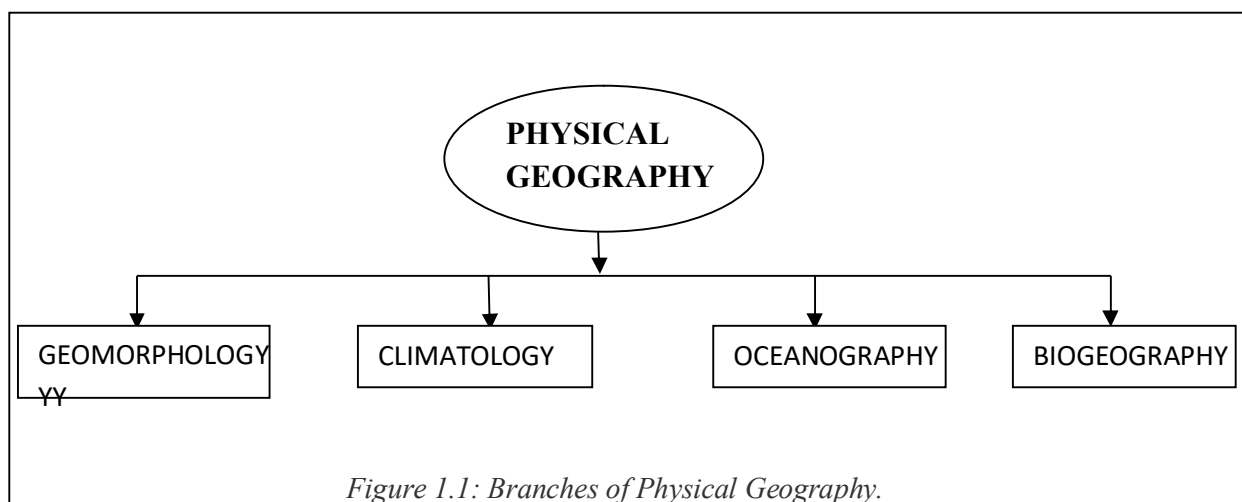 PHYSICAL
GEOGRAPHY
GEOMORPHOLOGY
YY
CLIMATOLOGY
OCEANOGRAPHY
BIOGEOGRAPHY
Figure 1.1: Branches of Physical Geography.